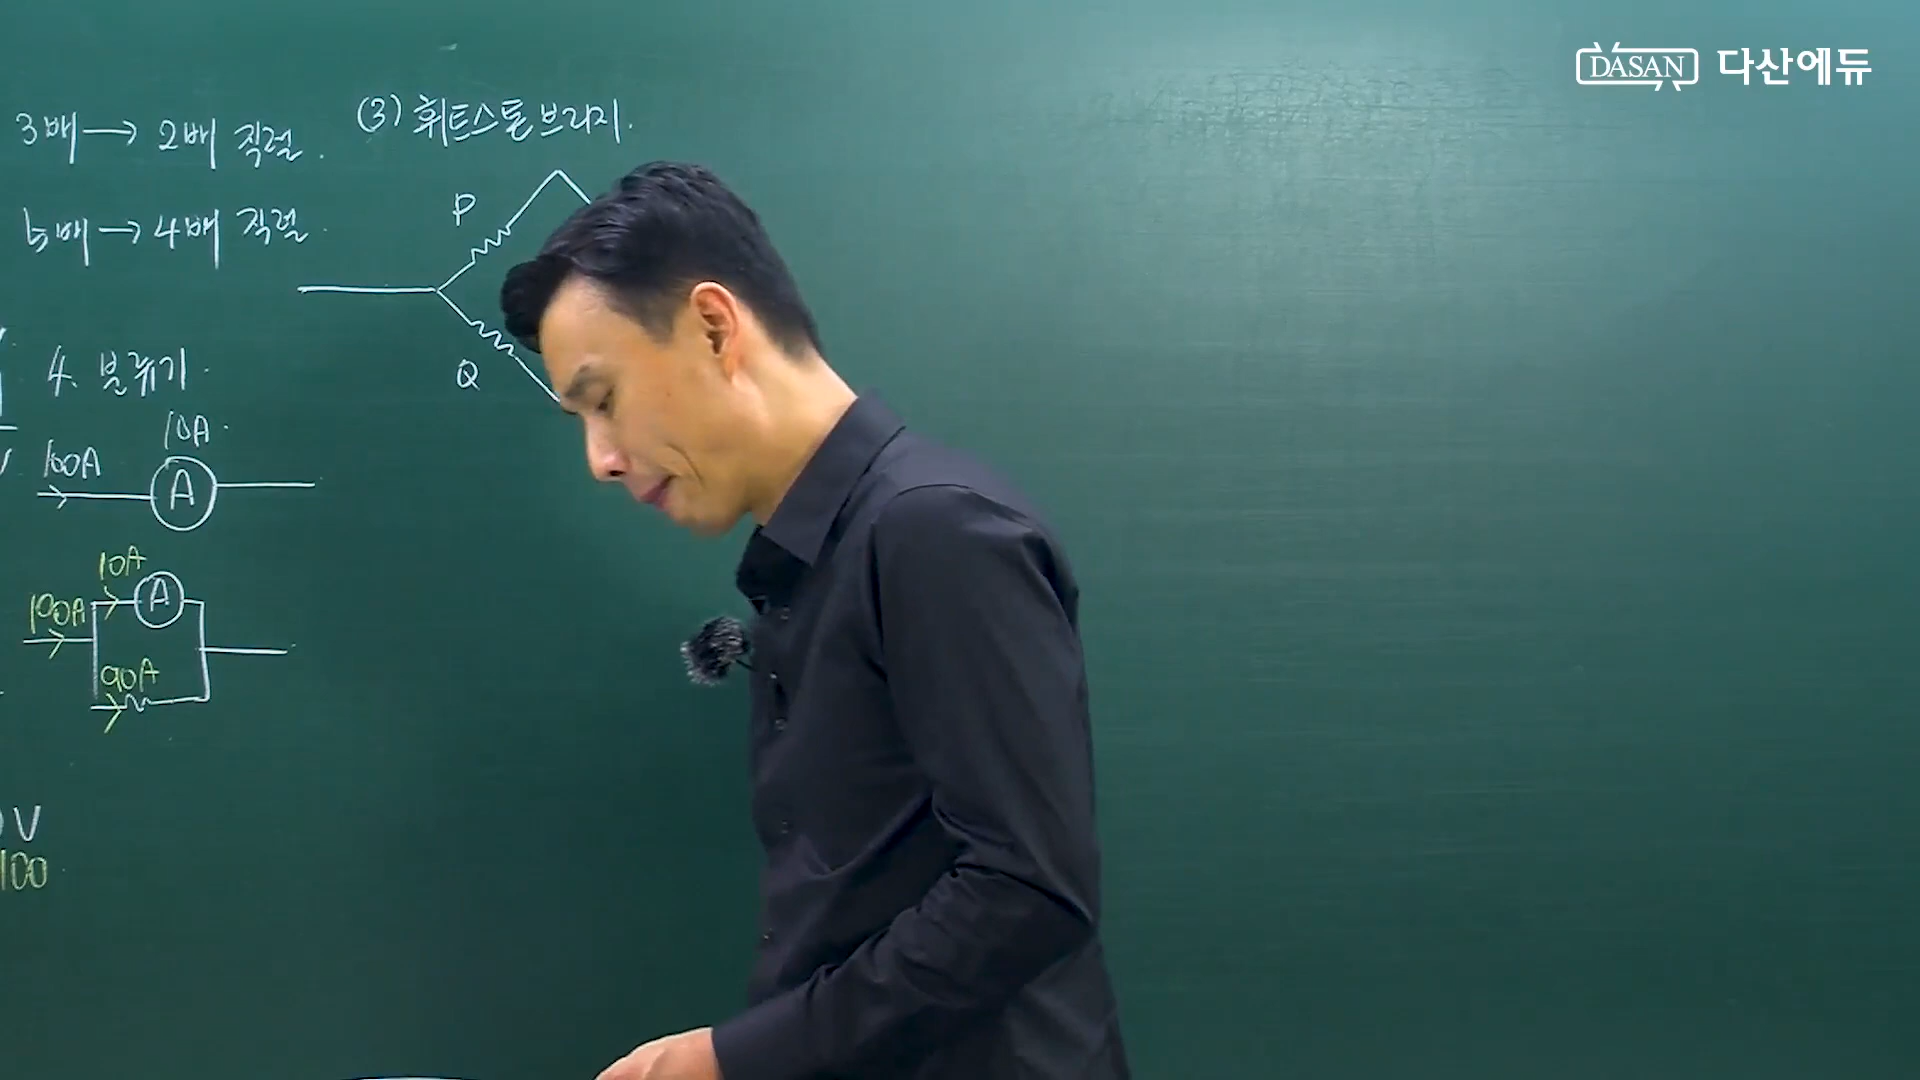 DASAN 다산에듀
3배 → 2배 직렬.
5배 → 4배 직렬.
4. 분류기.
10A.
100A
A
10A
100A
A
90A
V
100
(3) 휘트스톤 브리지.
P
Q